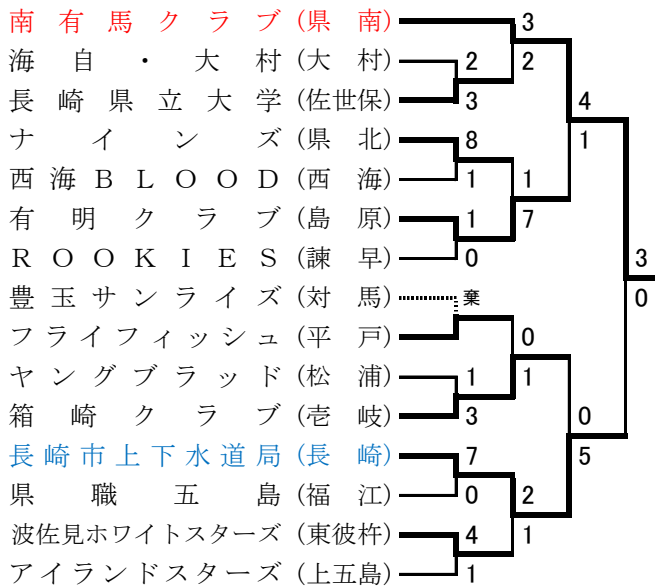 南有馬クラブ(県南) 3
海自・大村(大村) 2 2
長崎県立大学(佐世保) 3 4
ナインズ(県北) 8 1
西海BLOOD(西海) 1 1
有明クラブ(島原) 1 7
ROOKIES(諫早) 0 3
豊玉サンライズ(対馬) 棄 0
フライフィッシュ(平戸) 0
ヤングブラッド(松浦) 1 1
箱崎クラブ(壱岐) 3 0
長崎市上下水道局(長崎) 7 5
県職五島(福江) 0 2
波佐見ホワイトスターズ(東彼杵) 4 1
アイランドスターズ(上五島) 1